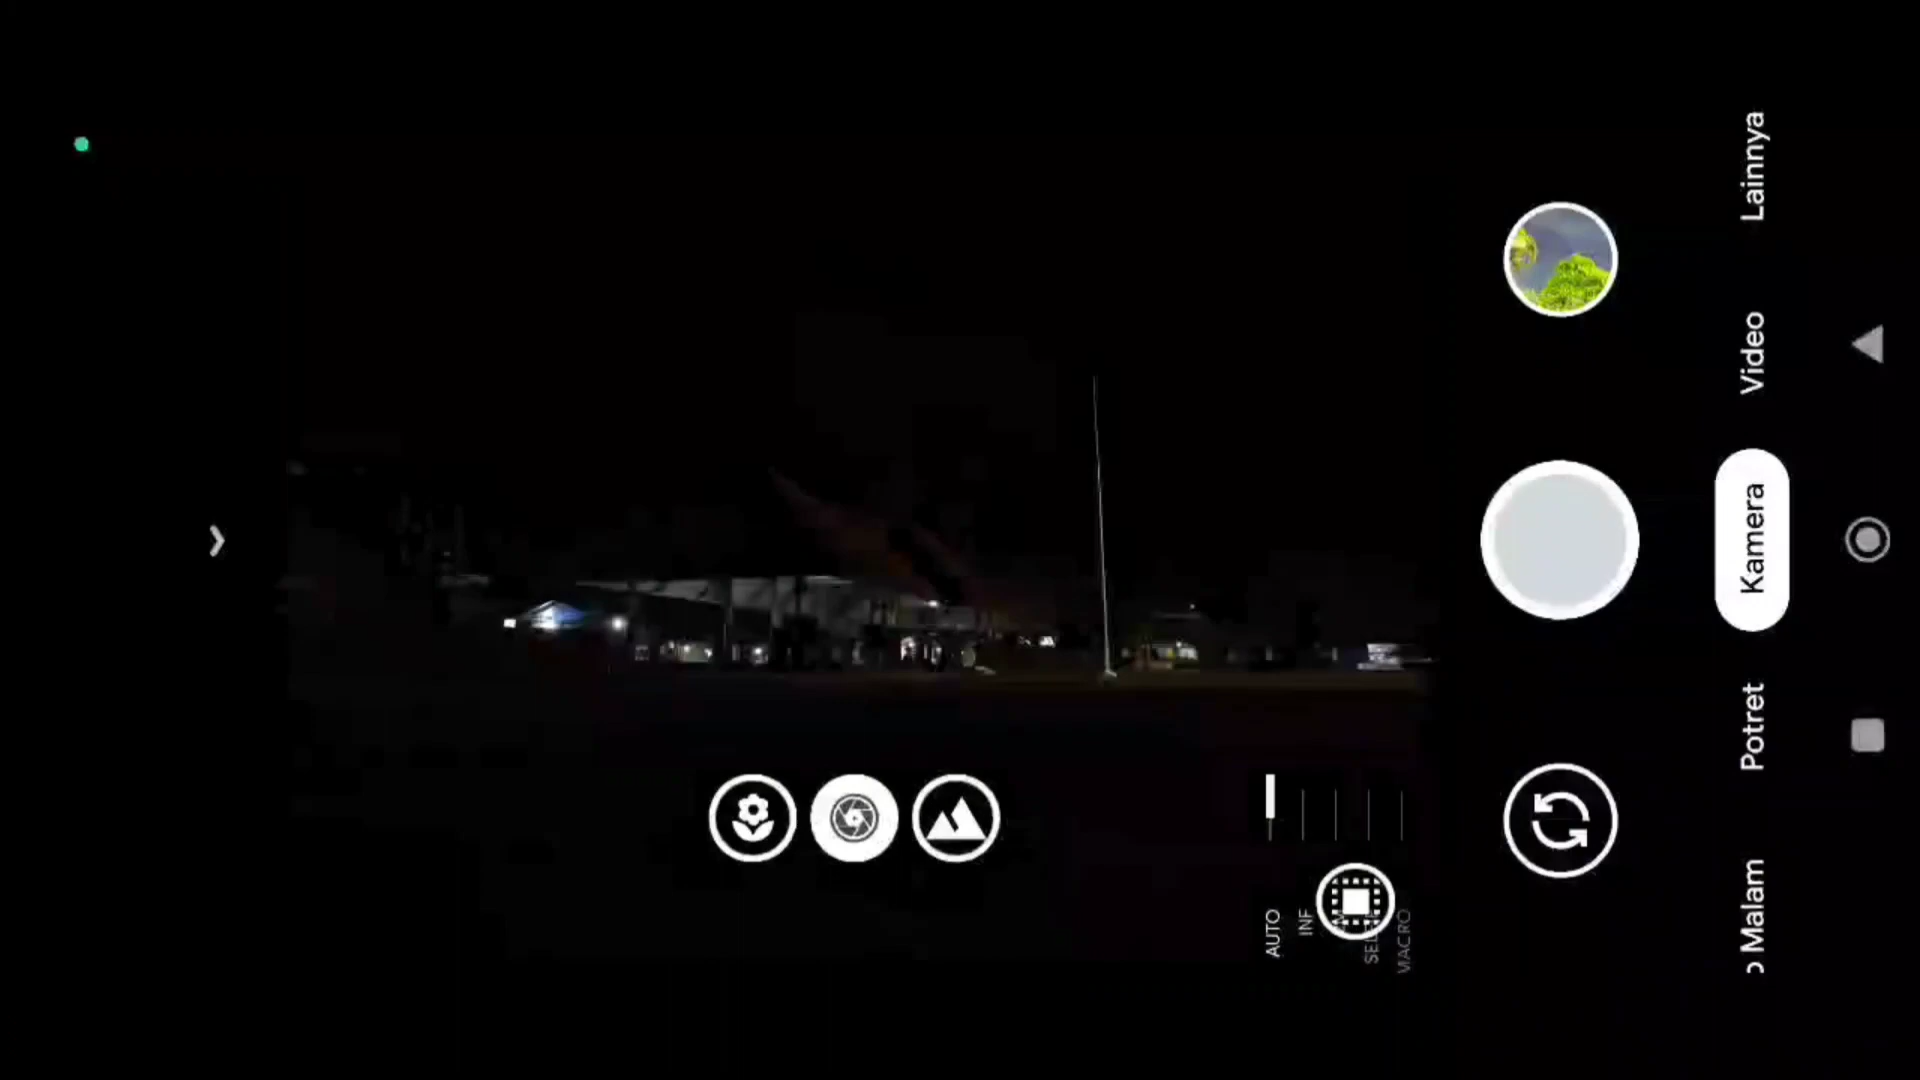 Lainnya
Video
Kamera
Potret
Malam
AUTO
INF
MACRO